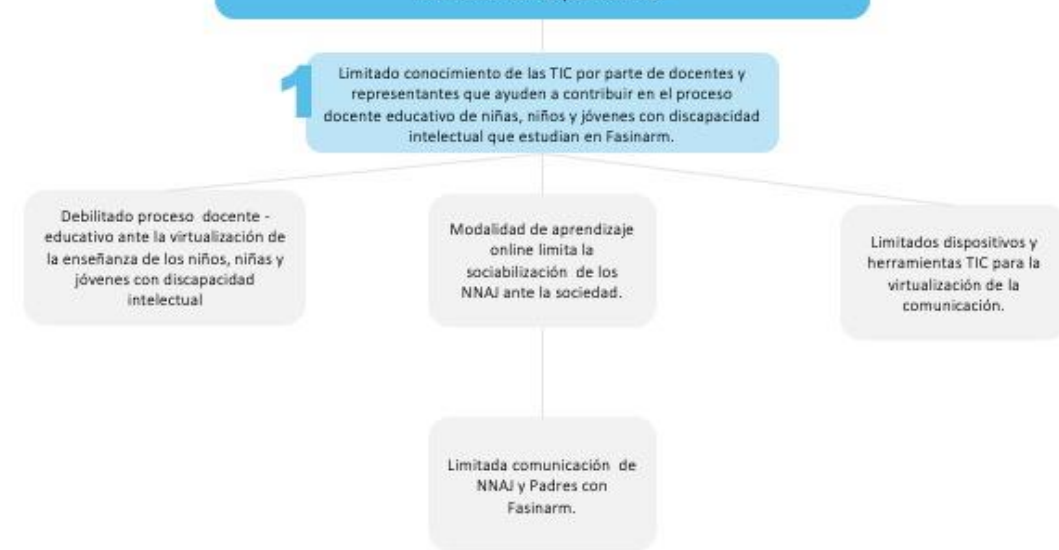 1
Limitado conocimiento de las TIC por parte de docentes y
representantes que ayuden a contribuir en el proceso
docente educativo de niñas, niños y jóvenes con discapacidad
intelectual que estudian en Fasinarm.
Debilitado proceso docente -
educativo ante la virtualización de
la enseñanza de los niños, niñas y
jóvenes con discapacidad
intelectual
Modalidad de aprendizaje
online limita la
sociabilización de los
NNAJ ante la sociedad.
Limitados dispositivos y
herramientas TIC para la
virtualización de la
comunicación.
Limitada comunicación de
NNAJ y Padres con
Fasinarm.